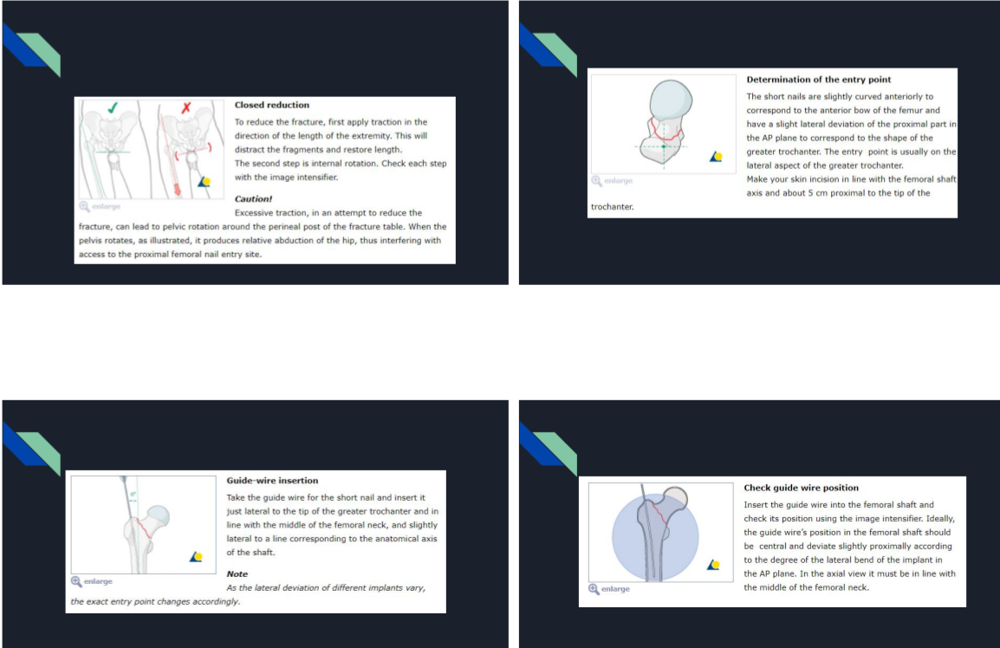 Closed reduction
To reduce the fracture, first apply traction in the
direction of the length of the extremity. This will
distract the fragments and restore length.
The second step is internal rotation. Check each step
with the image intensifier.
Caution!
Excessive traction, in an attempt to reduce the
fracture, can lead to pelvic rotation around the perineal post of the fracture table. When the
pelvis rotates, as illustrated, it produces relative abduction of the hip, thus interfering with
access to the proximal femoral nail entry site.
enlarge
Determination of the entry point
The short nails are slightly curved anteriorly to
correspond to the anterior bow of the femur and
have a slight lateral deviation of the proximal part in
the AP plane to correspond to the shape of the
greater trochanter. The entry point is usually on the
lateral aspect of the greater trochanter.
Make your skin incision in line with the femoral shaft
axis and about 5 cm proximal to the tip of the
trochanter.
enlarge
Guide-wire insertion
Take the guide wire for the short nail and insert it
just lateral to the tip of the greater trochanter and in
line with the middle of the femoral neck, and slightly
lateral to a line corresponding to the anatomical axis
of the shaft.
Note
As the lateral deviation of different implants vary,
the exact entry point changes accordingly.
enlarge
Check guide wire position
Insert the guide wire into the femoral shaft and
check its position using the image intensifier. Ideally,
the guide wire's position in the femoral shaft should
be central and deviate slightly proximally according
to the degree of the lateral bend of the implant in
the AP plane. In the axial view it must be in line with
the middle of the femoral neck.
enlarge